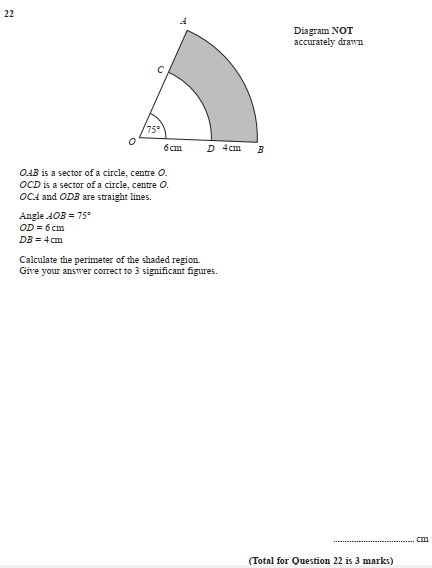 22
A
Diagram NOT
accurately drawn
C
75°
O
6 cm D 4 cm B
OAB is a sector of a circle, centre O.
OCD is a sector of a circle, centre O.
OCA and ODB are straight lines.
Angle AOB = 75°
OD = 6 cm
DB = 4 cm
Calculate the perimeter of the shaded region.
Give your answer correct to 3 significant figures.
.................................... cm
(Total for Question 22 is 3 marks)